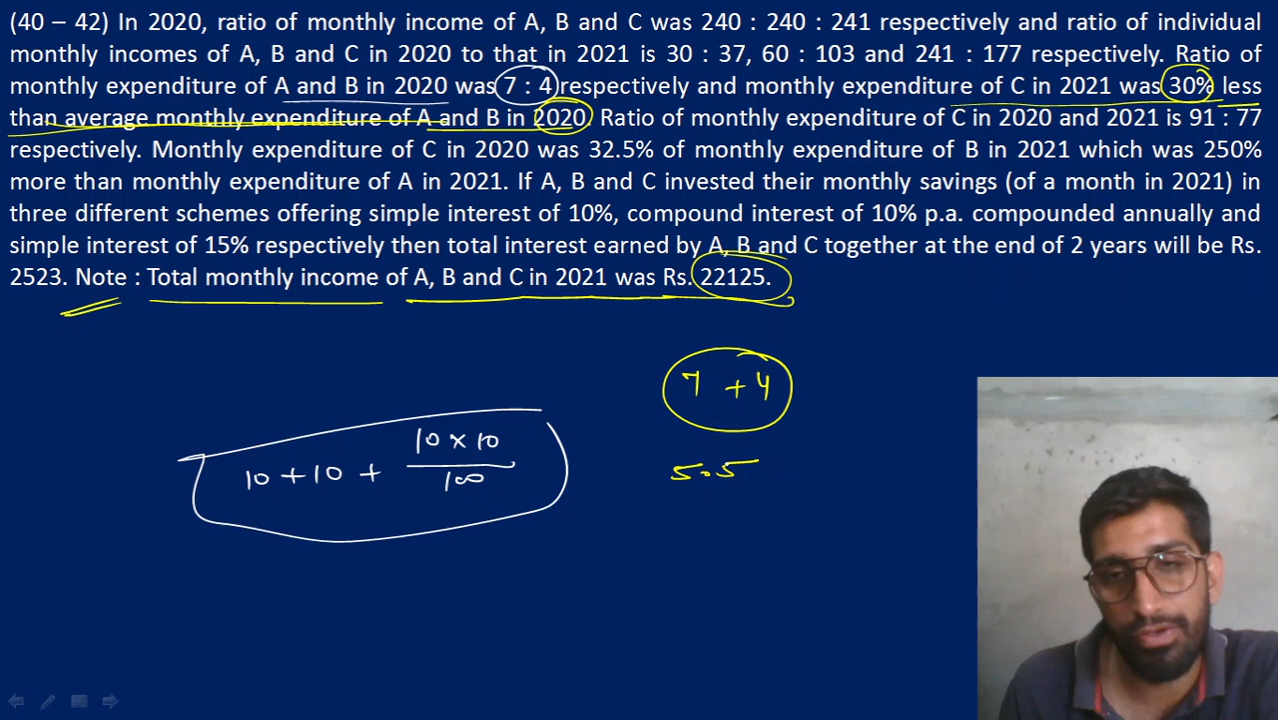 (40 – 42) In 2020, ratio of monthly income of A, B and C was 240 : 240 : 241 respectively and ratio of individual
monthly incomes of A, B and C in 2020 to that in 2021 is 30 : 37, 60 : 103 and 241 : 177 respectively. Ratio of
monthly expenditure of A and B in 2020 was 7 : 4 respectively and monthly expenditure of C in 2021 was 30% less
than average monthly expenditure of A and B in 2020. Ratio of monthly expenditure of C in 2020 and 2021 is 91 : 77
respectively. Monthly expenditure of C in 2020 was 32.5% of monthly expenditure of B in 2021 which was 250%
more than monthly expenditure of A in 2021. If A, B and C invested their monthly savings (of a month in 2021) in
three different schemes offering simple interest of 10%, compound interest of 10% p.a. compounded annually and
simple interest of 15% respectively then total interest earned by A, B and C together at the end of 2 years will be Rs.
2523. Note : Total monthly income of A, B and C in 2021 was Rs. 22125.
7 + 4
10 × 10
10 + 10 +
100
5.5